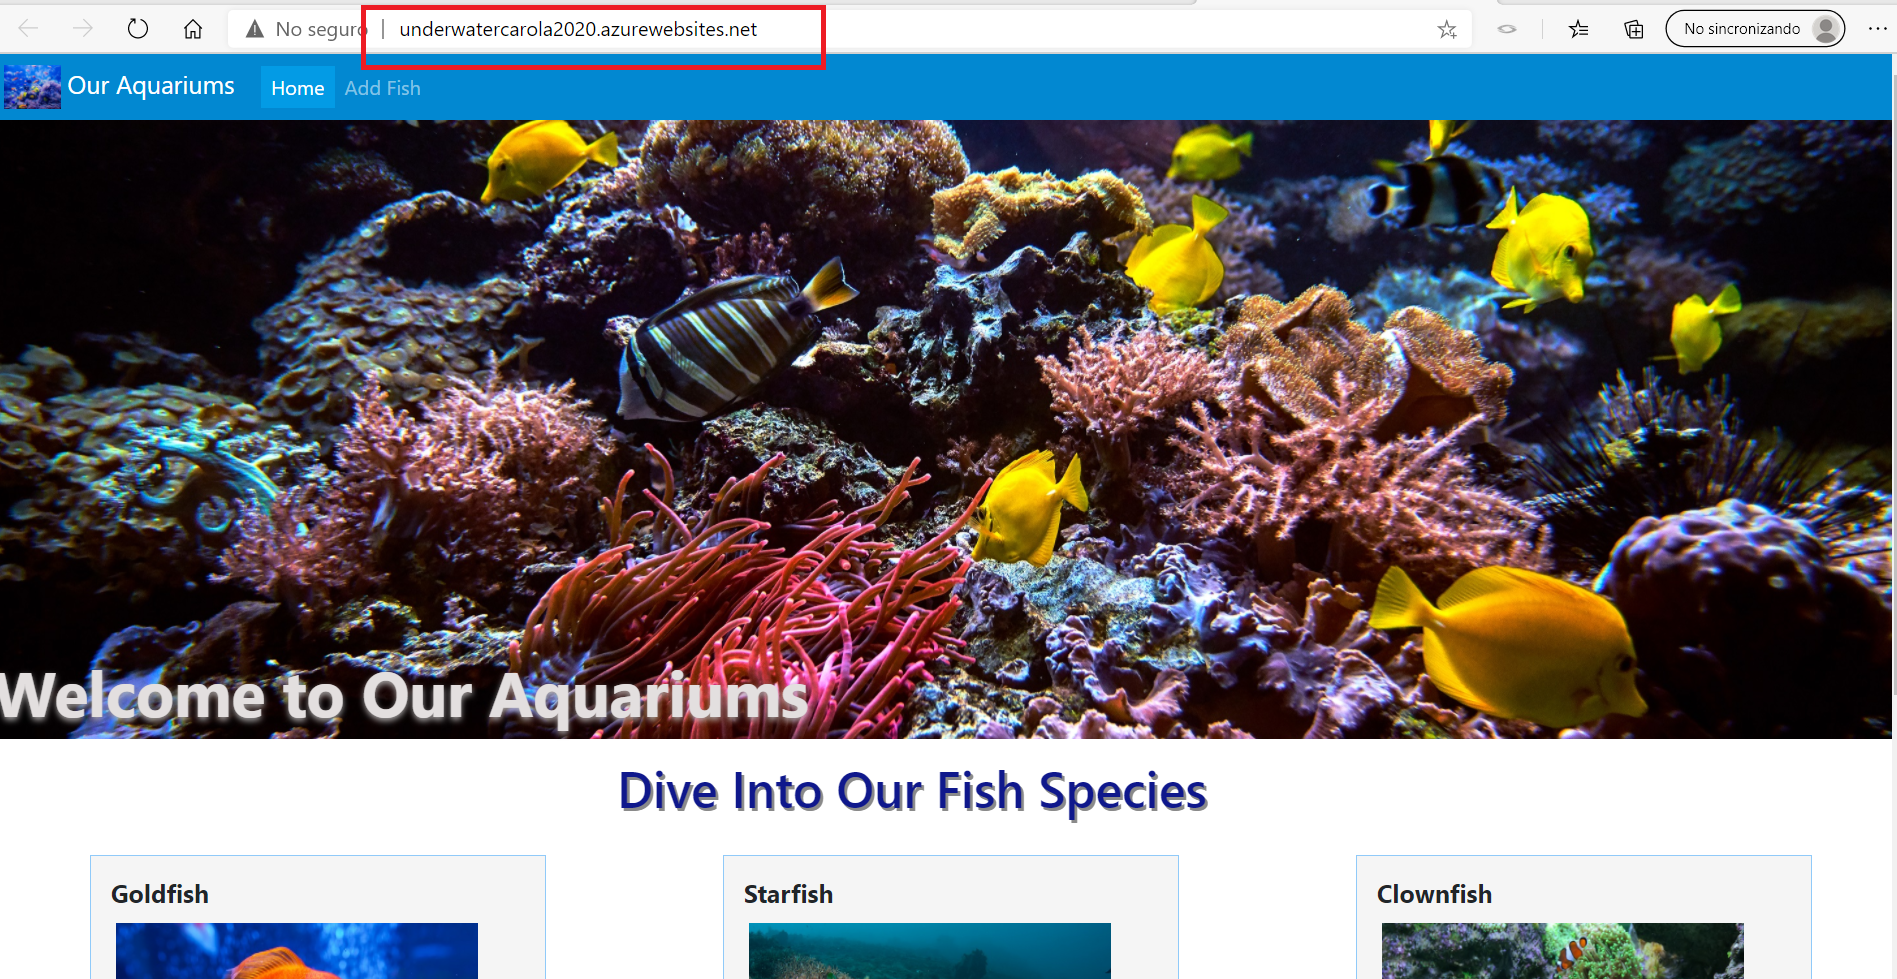 No seguro | underwatercarola2020.azurewebsites.net No sincronizando
Our Aquariums Home Add Fish
Welcome to Our Aquariums
Dive Into Our Fish Species
Goldfish Starfish Clownfish